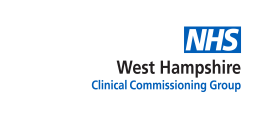 NHS
West Hampshire
Clinical Commissioning Group